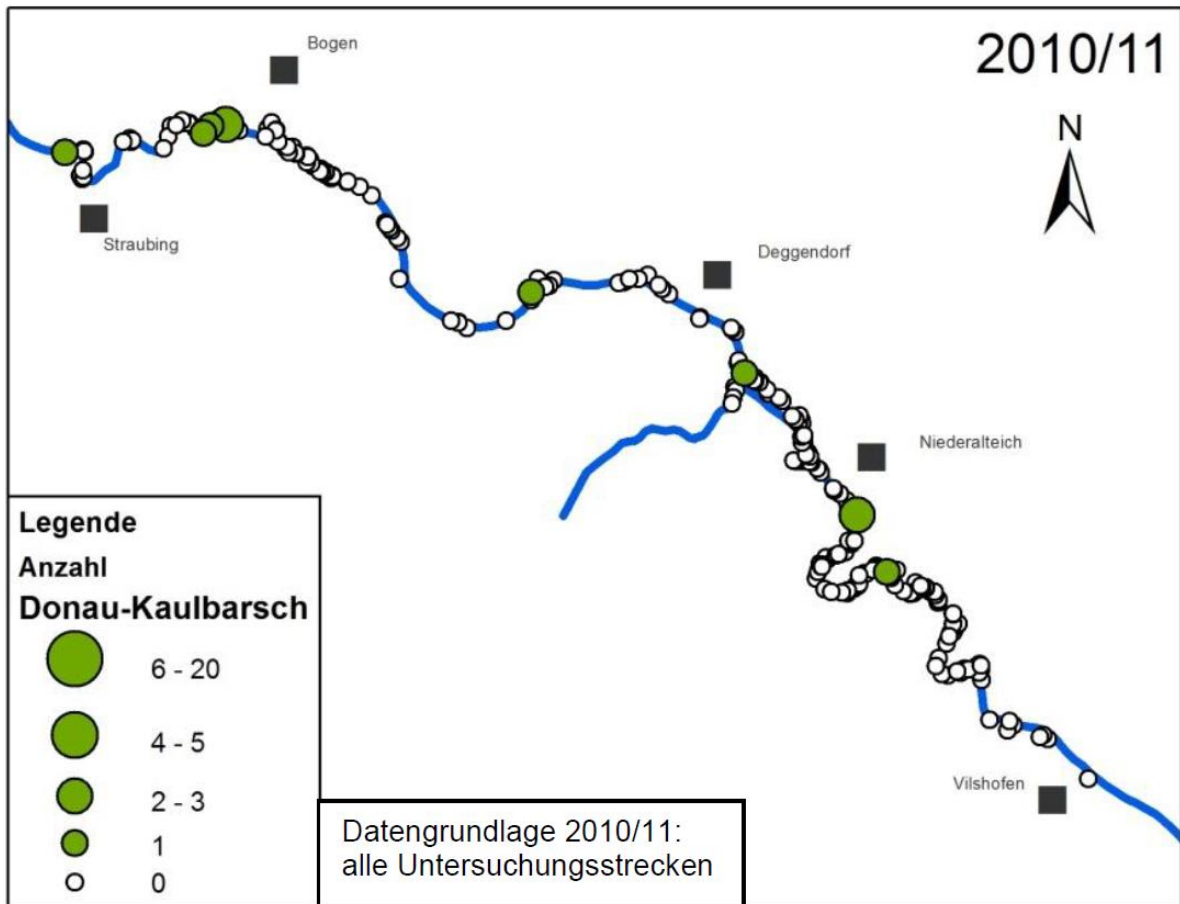 2010/11
Bogen
N
Straubing
Deggendorf
Niederalteich
Vilshofen
Legende
Anzahl
Donau-Kaulbarsch
6 - 20
4 - 5
2 - 3
1
0
Datengrundlage 2010/11:
alle Untersuchungsstrecken